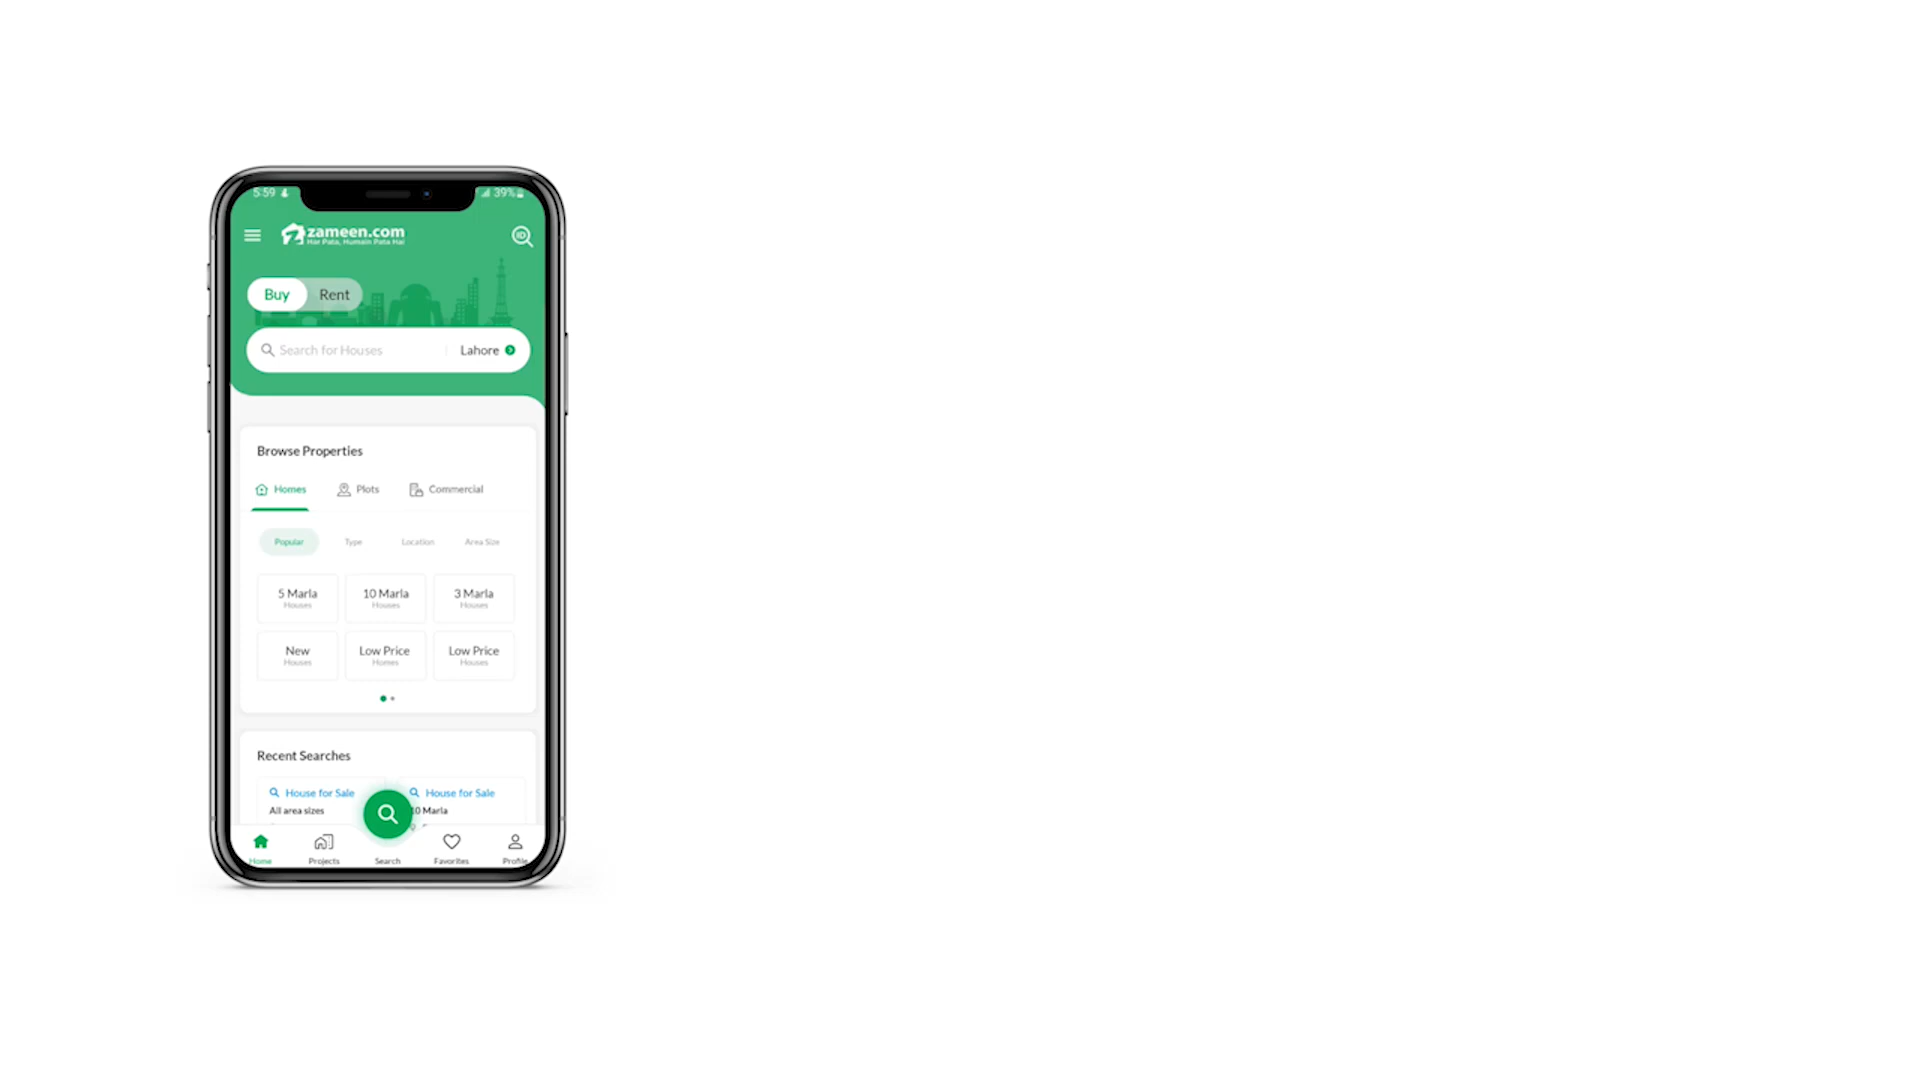 5:59 39%
zameen.com
Har Pata, Humein Pata Hai
ID
Buy Rent
Search for Houses Lahore
Browse Properties
Homes Plots Commercial
Popular Type Location Area Size
5 Marla 10 Marla 3 Marla
Houses Houses Houses
New Low Price Low Price
Houses Homes Houses
Recent Searches
House for Sale House for Sale
All area sizes 10 Marla
Home Projects Search Favorites Profile